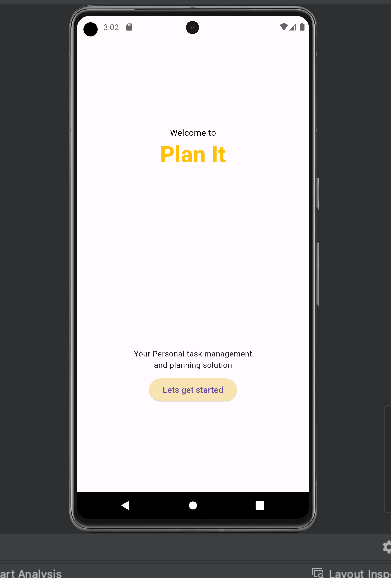 3:02
Welcome to
Plan It
Your Personal task management
and planning solution
Lets get started
art Analysis
Layout Inspe